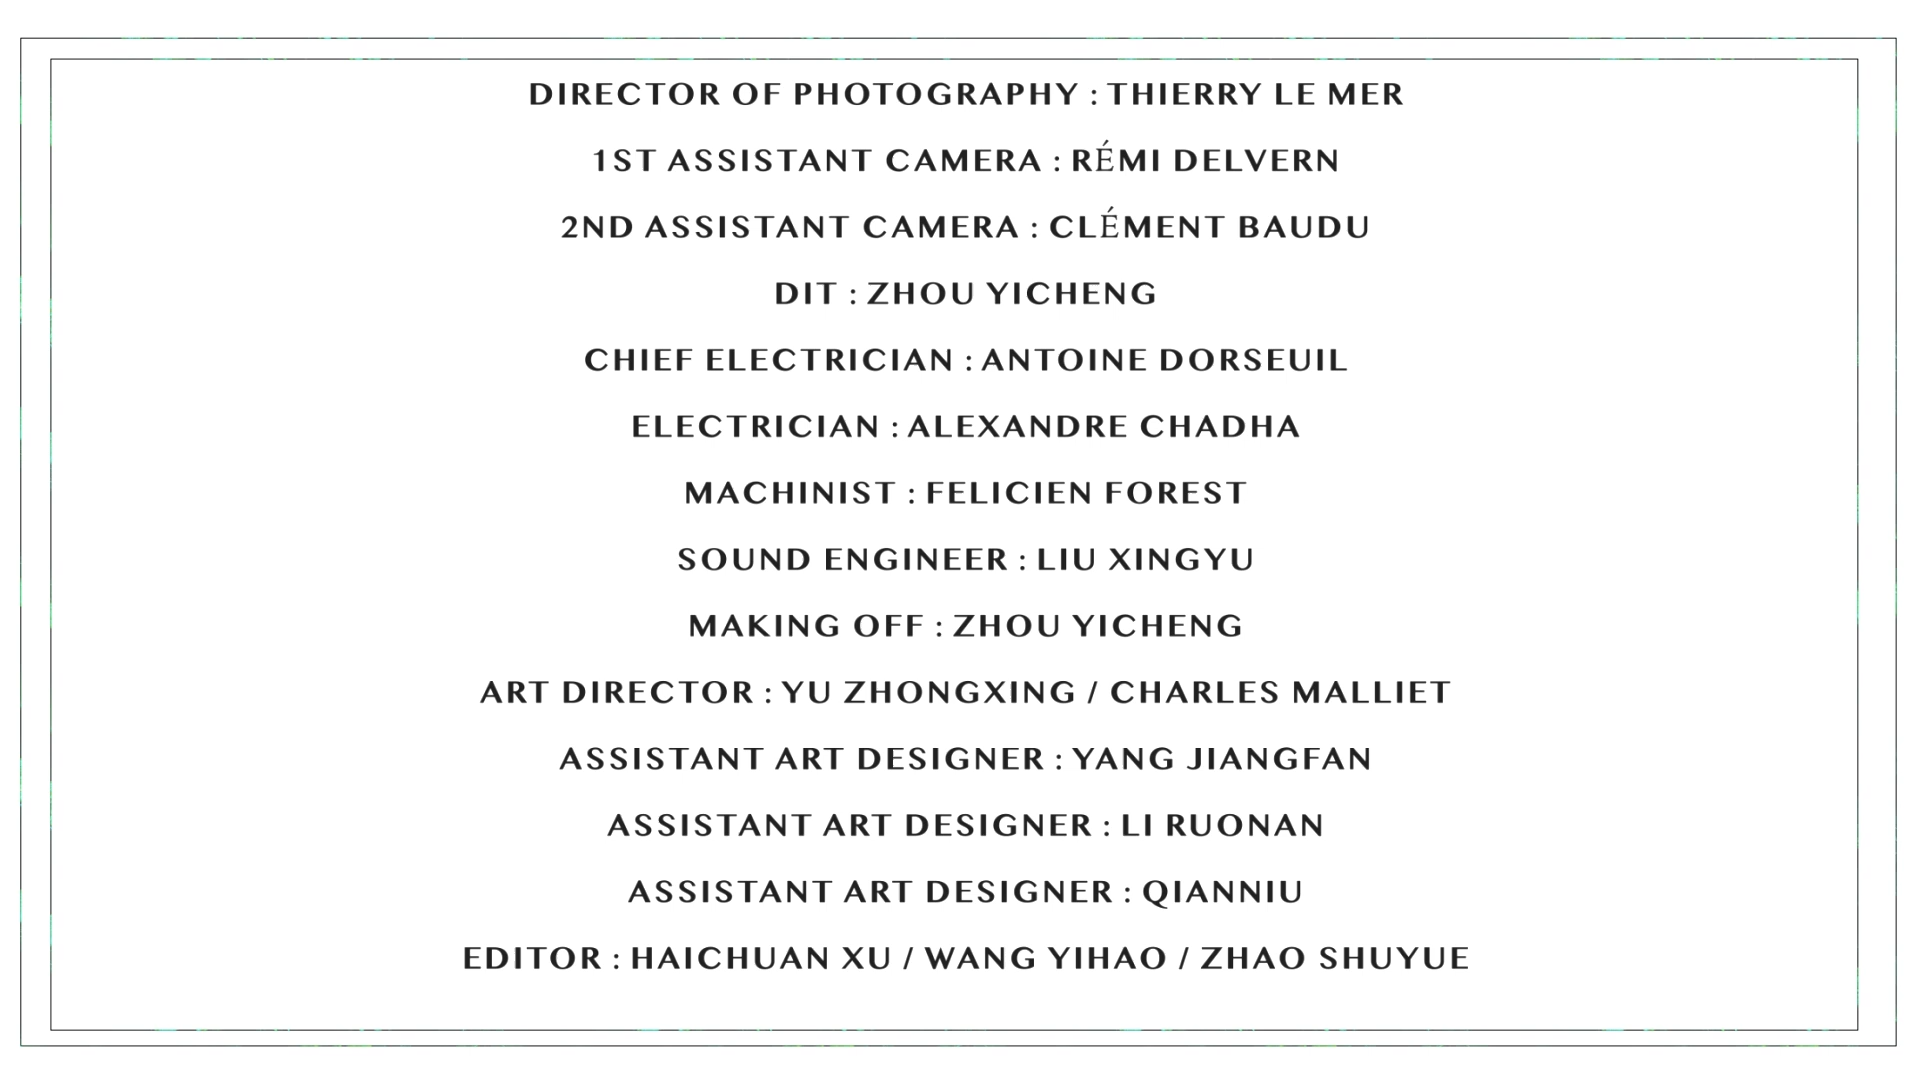 DIRECTOR OF PHOTOGRAPHY : THIERRY LE MER
1ST ASSISTANT CAMERA : RÉMI DELVERN
2ND ASSISTANT CAMERA : CLÉMENT BAUDU
DIT : ZHOU YICHENG
CHIEF ELECTRICIAN : ANTOINE DORSEUIL
ELECTRICIAN : ALEXANDRE CHADHA
MACHINIST : FELICIEN FOREST
SOUND ENGINEER : LIU XINGYU
MAKING OFF : ZHOU YICHENG
ART DIRECTOR : YU ZHONGXING / CHARLES MALLIET
ASSISTANT ART DESIGNER : YANG JIANGFAN
ASSISTANT ART DESIGNER : LI RUONAN
ASSISTANT ART DESIGNER : QIANNIU
EDITOR : HAICHUAN XU / WANG YIHAO / ZHAO SHUYUE